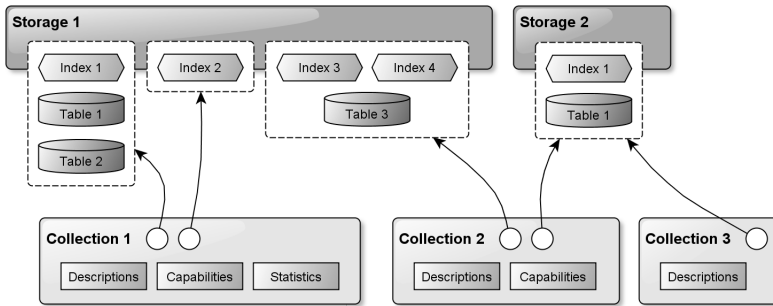 Storage 1
Storage 2
Index 1
Index 2
Index 3
Index 4
Index 1
Table 1
Table 3
Table 1
Table 2
Collection 1
Collection 2
Collection 3
Descriptions
Capabilities
Statistics
Descriptions
Capabilities
Descriptions